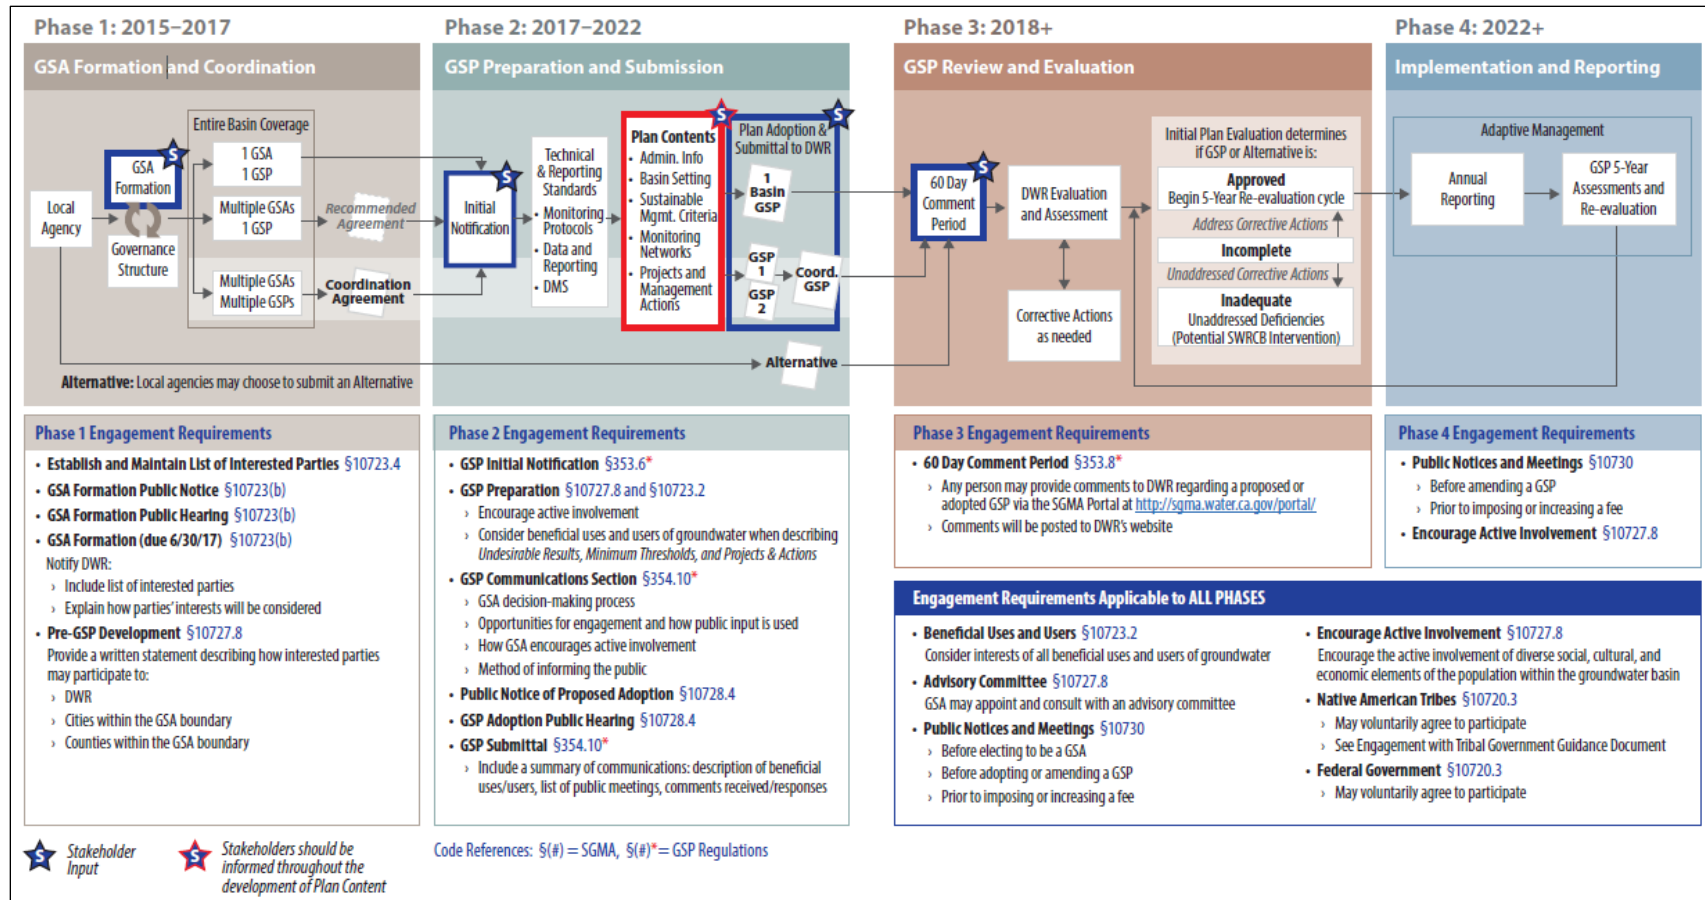 Phase 1: 2015–2017
GSA Formation and Coordination
Entire Basin Coverage
S
GSA
Formation
Local
Agency
Governance
Structure
1 GSA
1 GSP
Multiple GSAs
1 GSP
Multiple GSAs
Multiple GSPs
Recommended
Agreement
Coordination
Agreement
Alternative: Local agencies may choose to submit an Alternative
Phase 2: 2017–2022
GSP Preparation and Submission
S
Initial
Notification
Technical
& Reporting
Standards
• Monitoring
Protocols
• Data and
Reporting
• DMS
S
Plan Contents
• Admin. Info
• Basin Setting
• Sustainable
Mgmt. Criteria
• Monitoring
Networks
• Projects and
Management
Actions
S
Plan Adoption &
Submittal to DWR
1
Basin
GSP
GSP
1
GSP
2
Coord.
GSP
Alternative
Phase 3: 2018+
GSP Review and Evaluation
S
60 Day
Comment
Period
DWR Evaluation
and Assessment
Corrective Actions
as needed
Initial Plan Evaluation determines
if GSP or Alternative is:
Approved
Begin 5-Year Re-evaluation cycle
Address Corrective Actions
Incomplete
Unaddressed Corrective Actions
Inadequate
Unaddressed Deficiencies
(Potential SWRCB Intervention)
Phase 4: 2022+
Implementation and Reporting
Adaptive Management
Annual
Reporting
GSP 5-Year
Assessments and
Re-evaluation
Phase 1 Engagement Requirements
• Establish and Maintain List of Interested Parties §10723.4
• GSA Formation Public Notice §10723(b)
• GSA Formation Public Hearing §10723(b)
• GSA Formation (due 6/30/17) §10723(b)
Notify DWR:
› Include list of interested parties
› Explain how parties' interests will be considered
• Pre-GSP Development §10727.8
Provide a written statement describing how interested parties
may participate to:
› DWR
› Cities within the GSA boundary
› Counties within the GSA boundary
Phase 2 Engagement Requirements
• GSP Initial Notification §353.6*
• GSP Preparation §10727.8 and §10723.2
› Encourage active involvement
› Consider beneficial uses and users of groundwater when describing
Undesirable Results, Minimum Thresholds, and Projects & Actions
• GSP Communications Section §354.10*
› GSA decision-making process
› Opportunities for engagement and how public input is used
› How GSA encourages active involvement
› Method of informing the public
• Public Notice of Proposed Adoption §10728.4
• GSP Adoption Public Hearing §10728.4
• GSP Submittal §354.10*
› Include a summary of communications: description of beneficial
uses/users, list of public meetings, comments received/responses
Phase 3 Engagement Requirements
• 60 Day Comment Period §353.8*
› Any person may provide comments to DWR regarding a proposed or
adopted GSP via the SGMA Portal at http://sgma.water.ca.gov/portal/
› Comments will be posted to DWR's website
Phase 4 Engagement Requirements
• Public Notices and Meetings §10730
› Before amending a GSP
› Prior to imposing or increasing a fee
• Encourage Active Involvement §10727.8
Engagement Requirements Applicable to ALL PHASES
• Beneficial Uses and Users §10723.2
Consider interests of all beneficial uses and users of groundwater
• Advisory Committee §10727.8
GSA may appoint and consult with an advisory committee
• Public Notices and Meetings §10730
› Before electing to be a GSA
› Before adopting or amending a GSP
› Prior to imposing or increasing a fee
• Encourage Active Involvement §10727.8
Encourage the active involvement of diverse social, cultural, and
economic elements of the population within the groundwater basin
• Native American Tribes §10720.3
› May voluntarily agree to participate
› See Engagement with Tribal Government Guidance Document
• Federal Government §10720.3
› May voluntarily agree to participate
S
Stakeholder
Input
S
Stakeholders should be
informed throughout the
development of Plan Content
Code References: §(#) = SGMA, §(#)*= GSP Regulations